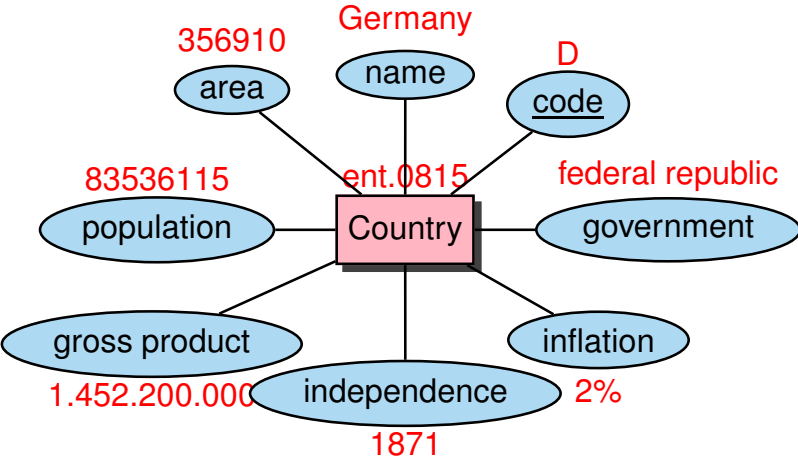 Germany
356910
D
name
area
code
83536115
ent.0815
federal republic
population
Country
government
gross product
inflation
1.452.200.000
independence
2%
1871